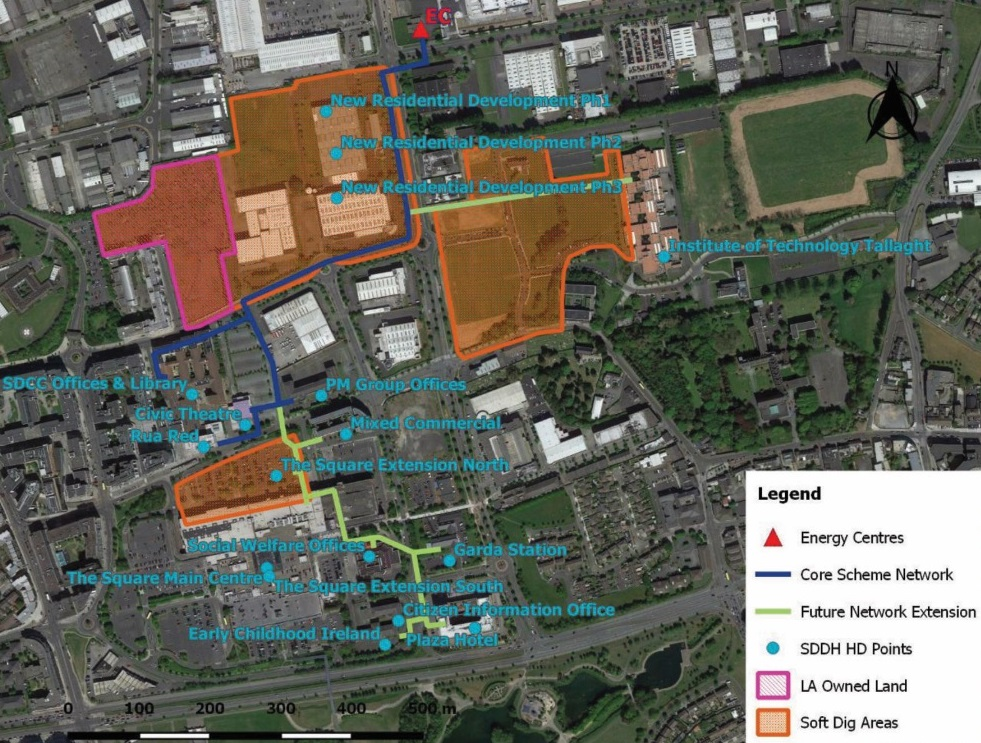 EC
N
New Residential Development Ph1
New Residential Development Ph2
New Residential Development Ph3
Institute of Technology Tallaght
SDCC Offices & Library
PM Group Offices
Civic Theatre
Mixed Commercial
Rua Red
The Square Extension North
Social Welfare Offices
Garda Station
The Square Main Centre
The Square Extension South
Citizen Information Office
Early Childhood Ireland
Plaza Hotel
0 100 200 300 400 500 m
Legend
Energy Centres
Core Scheme Network
Future Network Extension
SDDH HD Points
LA Owned Land
Soft Dig Areas